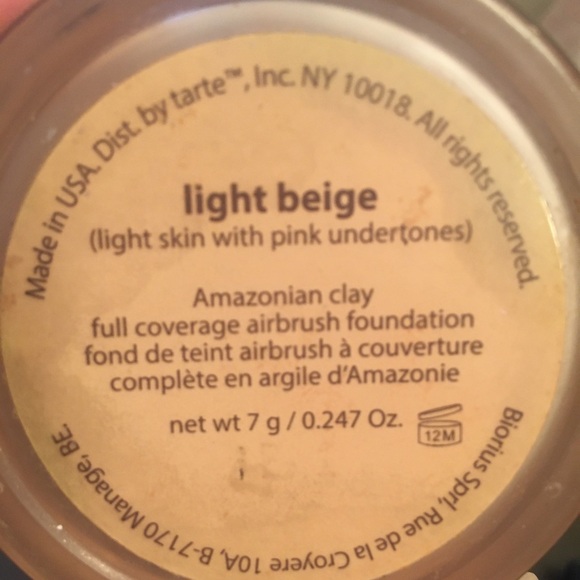 Made in USA. Dist. by tarte™, Inc. NY 10018. All rights reserved.
light beige
(light skin with pink undertones)
Amazonian clay
full coverage airbrush foundation
fond de teint airbrush à couverture
complète en argile d'Amazonie
net wt 7 g / 0.247 Oz.
12M
Biorius Sprl, Rue de la Croyere 10A, B-7170 Manage, BE.